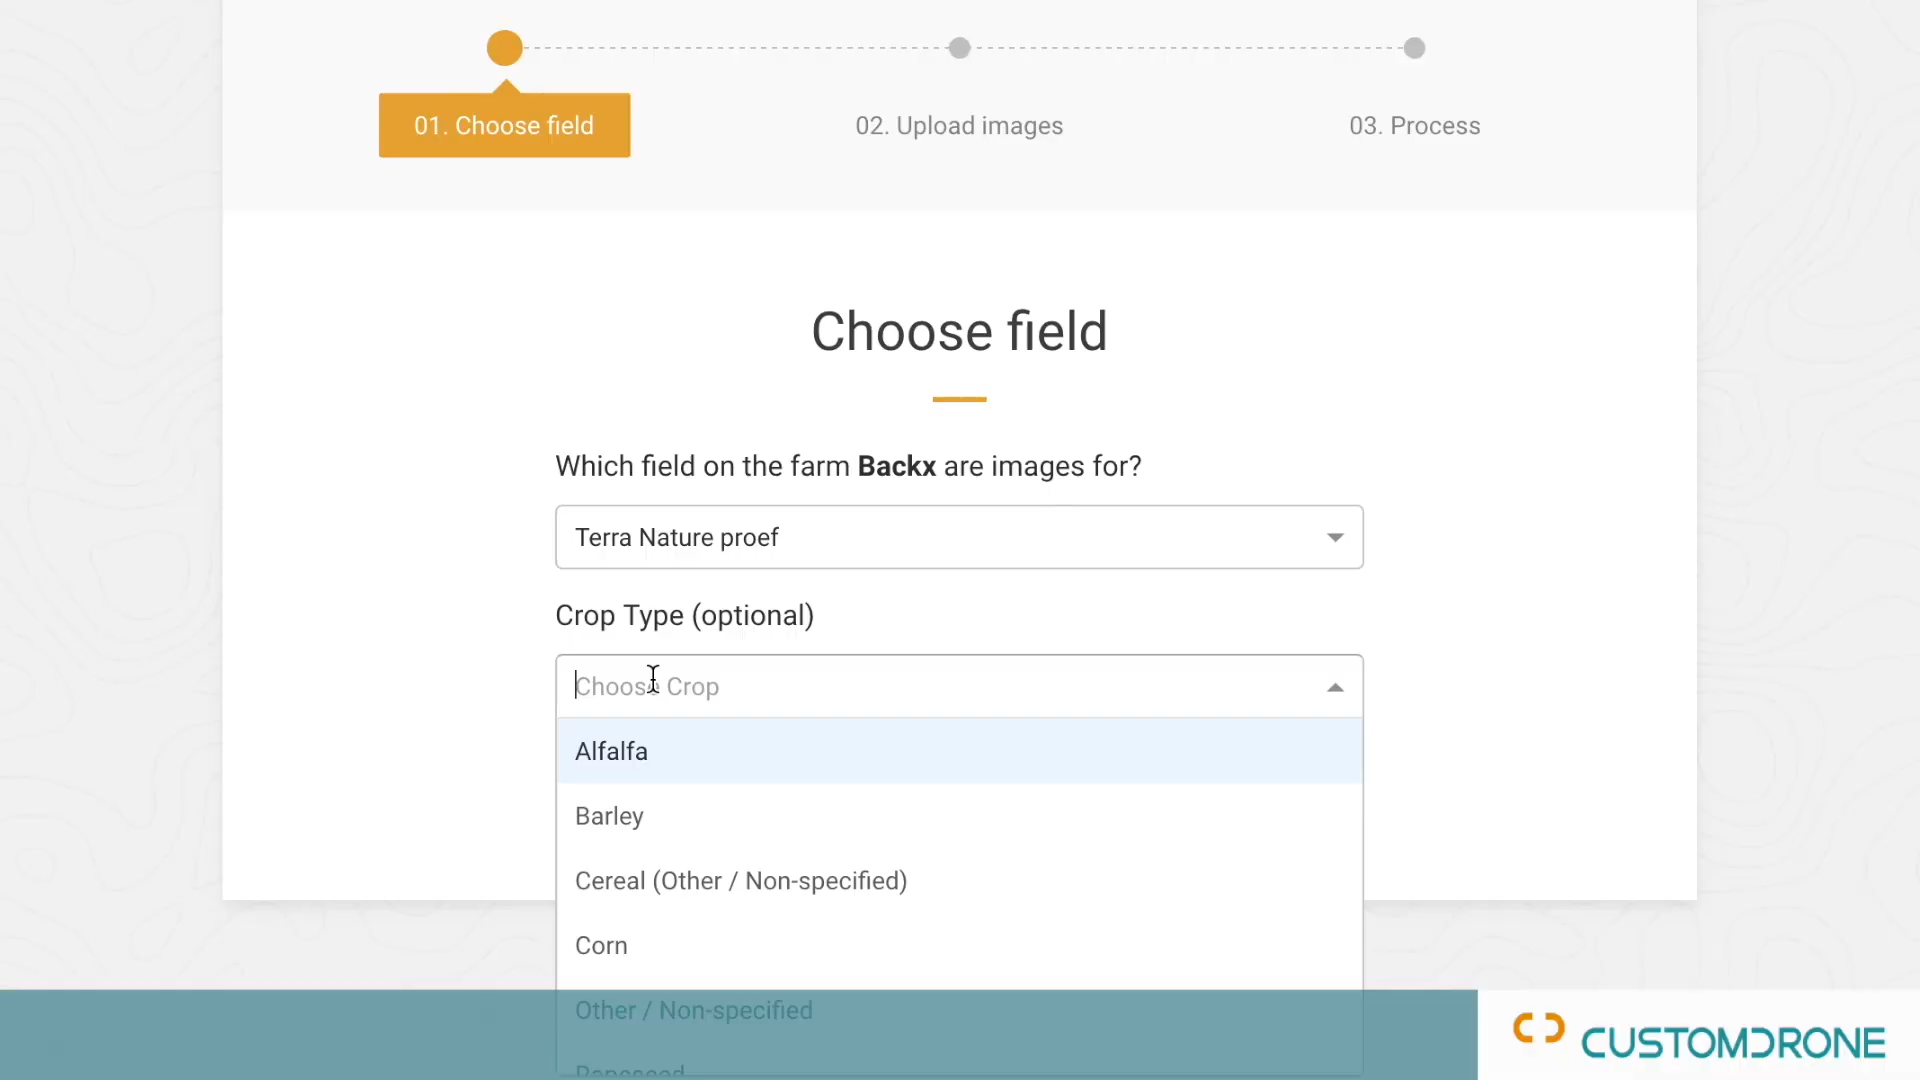 01. Choose field
02. Upload images
03. Process
Choose field
Which field on the farm Backx are images for?
Terra Nature proef
Crop Type (optional)
Choose Crop
Alfalfa
Barley
Cereal (Other / Non-specified)
Corn
Other / Non-specified
Rapeseed
CUSTOMDRONE